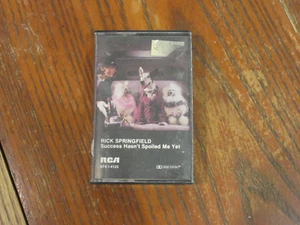 RICK SPRINGFIELD
Success Hasn't Spoiled Me Yet
RCA